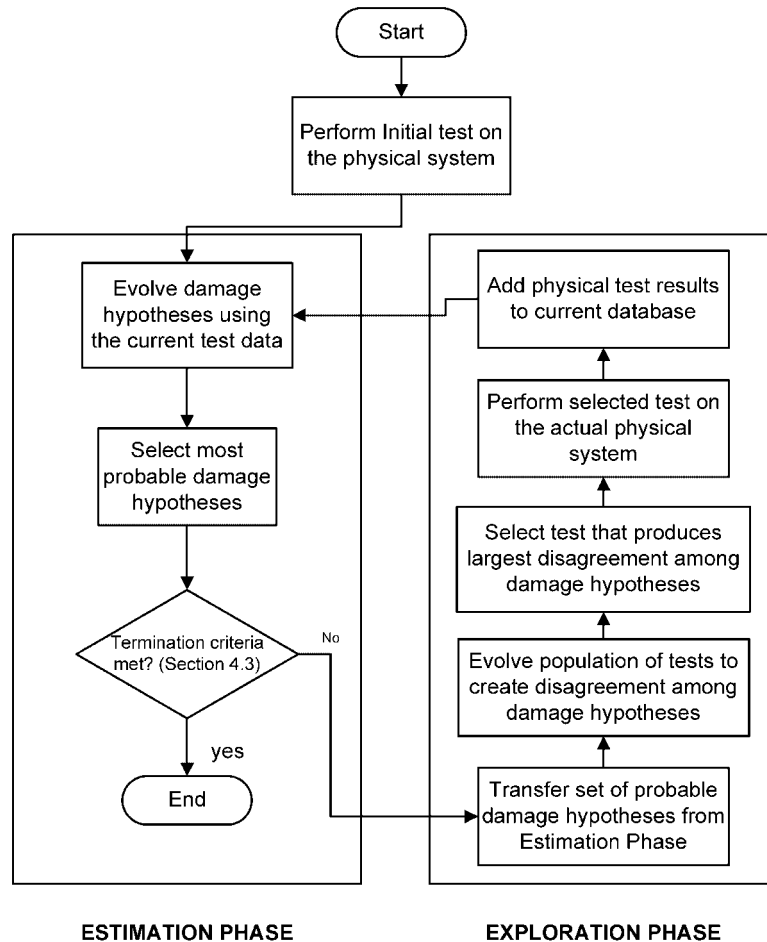 Start
Perform Initial test on
the physical system
Evolve damage
hypotheses using
the current test data
Select most
probable damage
hypotheses
Termination criteria
met? (Section 4.3)
No
yes
End
Add physical test results
to current database
Perform selected test on
the actual physical
system
Select test that produces
largest disagreement among
damage hypotheses
Evolve population of tests to
create disagreement among
damage hypotheses
Transfer set of probable
damage hypotheses from
Estimation Phase
ESTIMATION PHASE
EXPLORATION PHASE